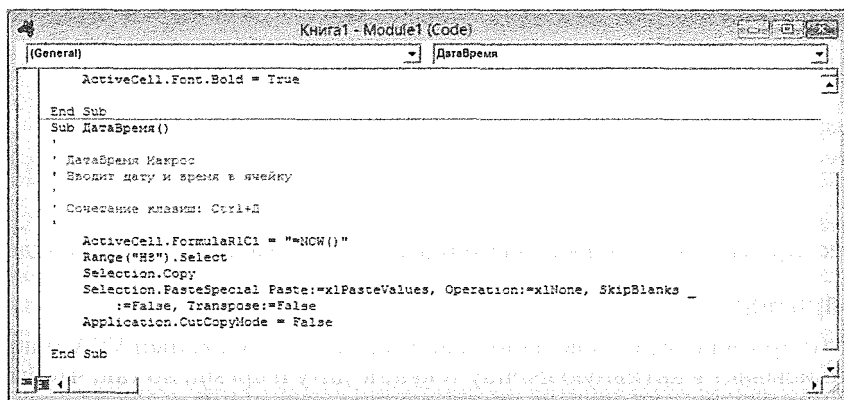 Книга1 - Module1 (Code)
(General) ДатаВремя
ActiveCell.Font.Bold = True
End Sub
Sub ДатаВремя()
'
' ДатаВремя Макрос
' Вводит дату и время в ячейку
'
' Сочетание клавиш: Ctrl+Д
'
ActiveCell.FormulaR1C1 = "=NOW()"
Range("H8").Select
Selection.Copy
Selection.PasteSpecial Paste:=xlPasteValues, Operation:=xlNone, SkipBlanks _
:=False, Transpose:=False
Application.CutCopyMode = False
End Sub